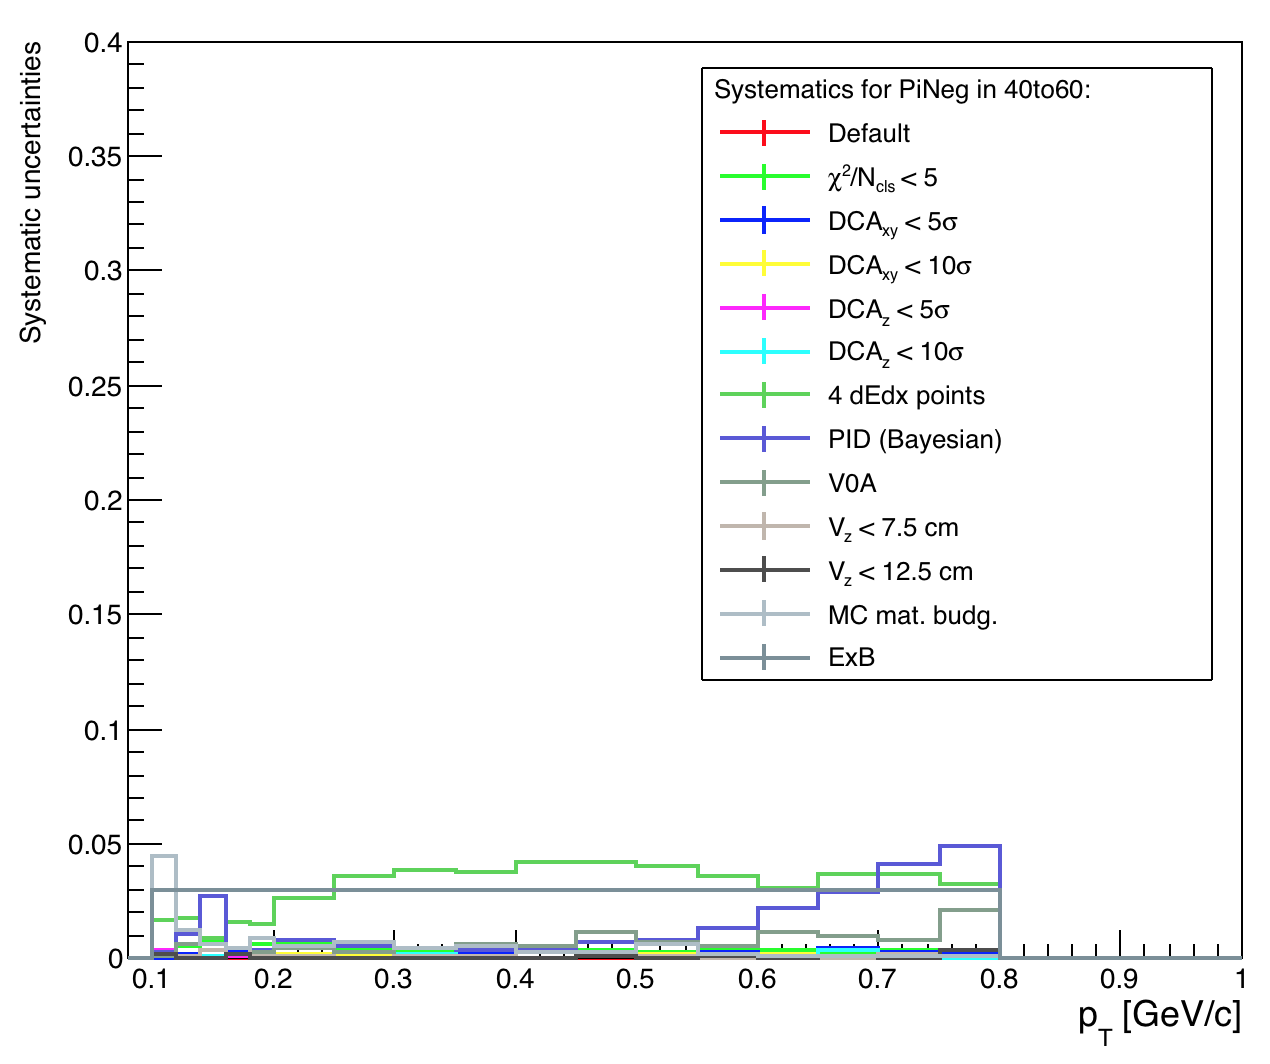 Systematic uncertainties
0.4
0.35
0.3
0.25
0.2
0.15
0.1
0.05
0
Systematics for PiNeg in 40to60:
Default
χ²/N_cls < 5
DCA_xy < 5σ
DCA_xy < 10σ
DCA_z < 5σ
DCA_z < 10σ
4 dEdx points
PID (Bayesian)
V0A
V_z < 7.5 cm
V_z < 12.5 cm
MC mat. budg.
ExB
0.1 0.2 0.3 0.4 0.5 0.6 0.7 0.8 0.9 1
p_T [GeV/c]